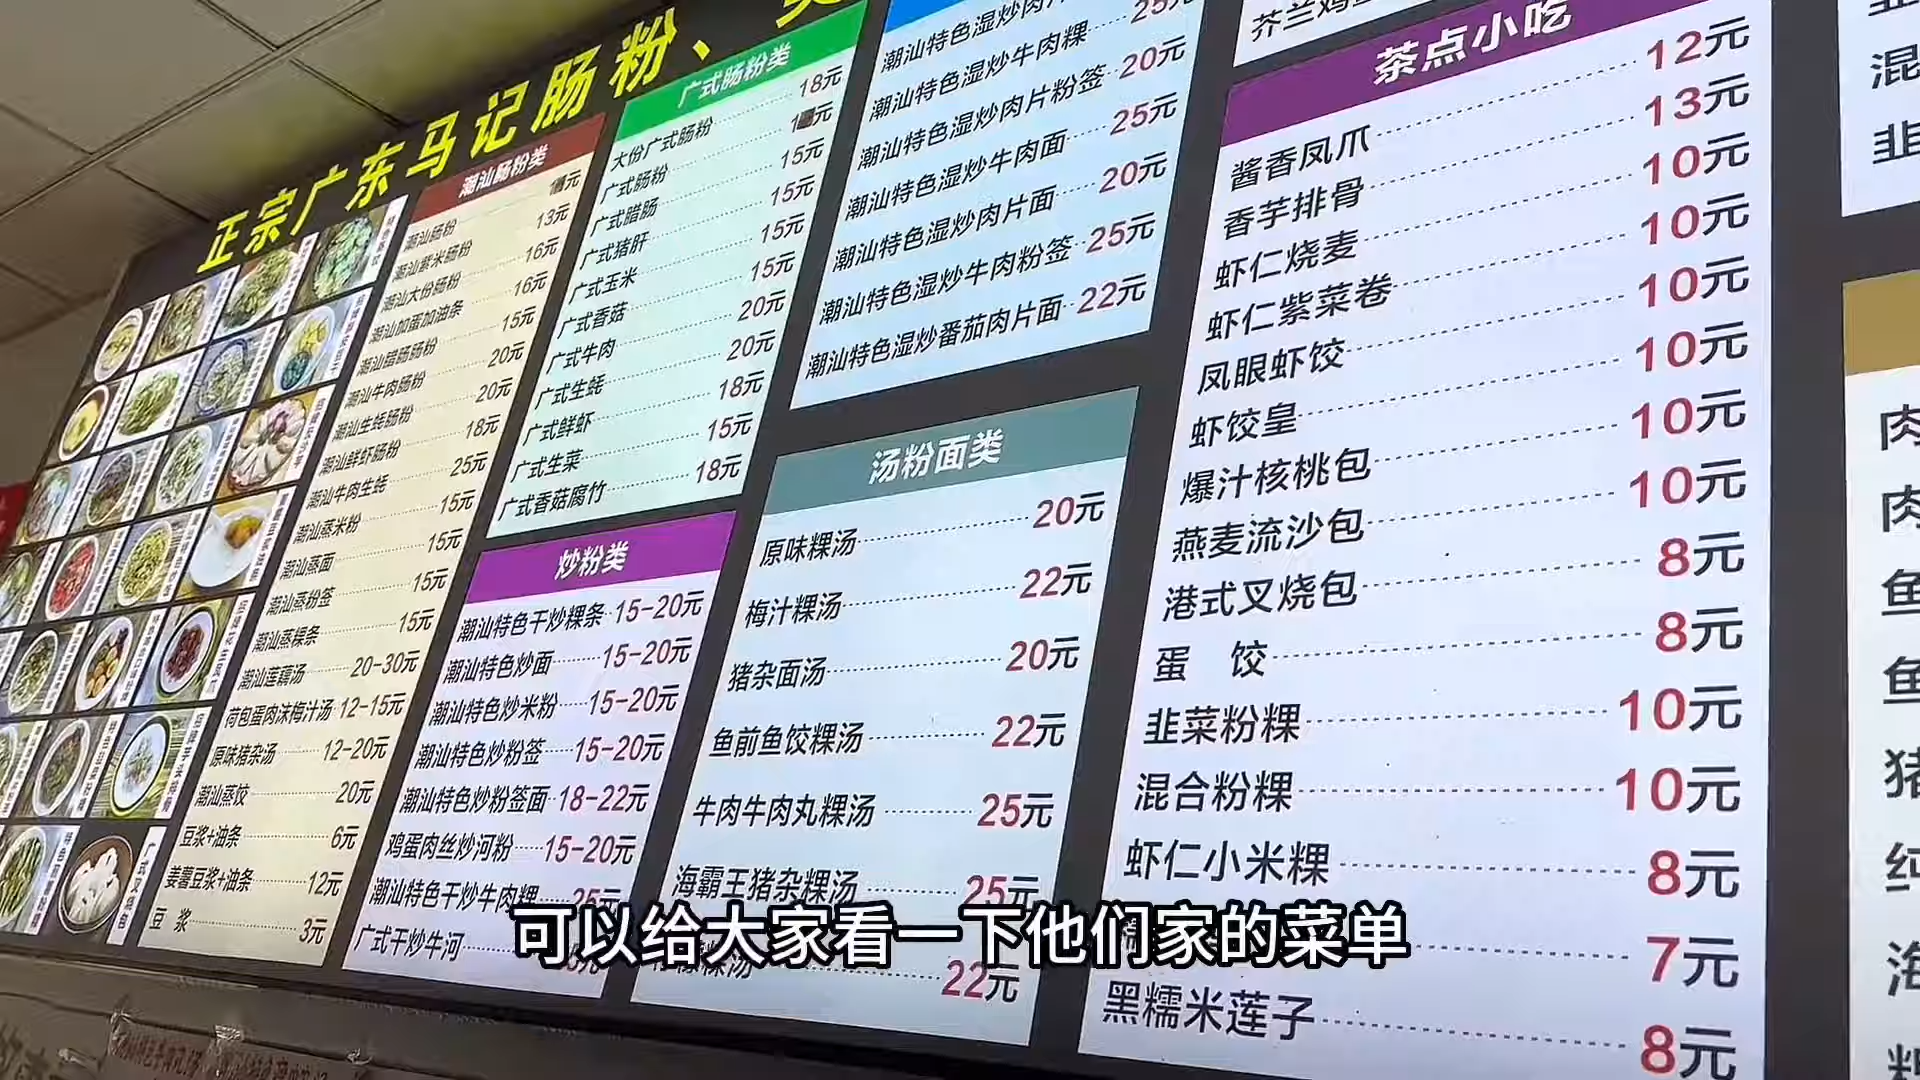 正宗广东马记肠粉、
潮汕肠粉类
潮汕肠粉
潮汕紫米肠粉 13元
潮汕大份肠粉 16元
潮汕加蛋加油条 16元
潮汕腊肠肠粉 15元
潮汕牛肉肠粉 20元
潮汕生蚝肠粉 20元
潮汕鲜虾肠粉 18元
潮汕牛肉生蚝 25元
潮汕蒸米粉 15元
潮汕蒸面 15元
潮汕蒸粉签 15元
潮汕蒸粿条 15元
潮汕莲藕汤 20-30元
荷包蛋肉沫梅汁汤 12-15元
原味猪杂汤 12-20元
潮汕蒸饺 20元
豆浆+油条 6元
姜薯豆浆+油条 12元
豆 浆 3元
广式肠粉类
大份广式肠粉 18元
广式肠粉
广式腊肠 15元
广式猪肝 15元
广式玉米 15元
广式香菇 15元
广式牛肉 20元
广式生蚝 20元
广式鲜虾 18元
广式生菜 15元
广式香菇腐竹 18元
炒粉类
潮汕特色干炒粿条 15-20元
潮汕特色炒面 15-20元
潮汕特色炒米粉 15-20元
潮汕特色炒粉签 15-20元
潮汕特色炒粉签面 18-22元
鸡蛋肉丝炒河粉 15-20元
潮汕特色干炒牛肉粿 25元
广式干炒牛河
潮汕特色湿炒肉片
潮汕特色湿炒牛肉粿 25元
潮汕特色湿炒肉片粉签 20元
潮汕特色湿炒牛肉面 25元
潮汕特色湿炒肉片面 20元
潮汕特色湿炒牛肉粉签 25元
潮汕特色湿炒番茄肉片面 22元
汤粉面类
原味粿汤 20元
梅汁粿汤 22元
猪杂面汤 20元
鱼前鱼饺粿汤 22元
牛肉牛肉丸粿汤 25元
海霸王猪杂粿汤 25元
粿汤 22元
茶点小吃
酱香凤爪 12元
香芋排骨 13元
虾仁烧麦 10元
虾仁紫菜卷 10元
凤眼虾饺 10元
虾饺皇 10元
爆汁核桃包 10元
燕麦流沙包 10元
港式叉烧包 8元
蛋 饺 8元
韭菜粉粿 10元
混合粉粿 10元
虾仁小米粿 8元
7元
黑糯米莲子 8元
可以给大家看一下他们家的菜单